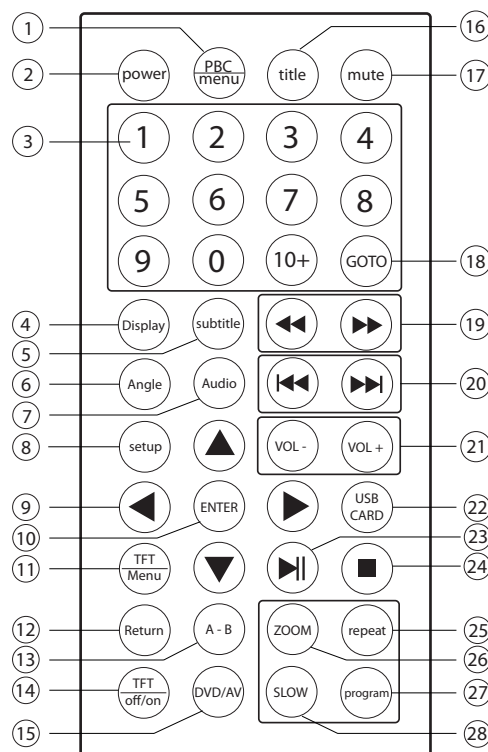 1
16
2
power
PBC
menu
title
mute
17
3
1
2
3
4
5
6
7
8
9
0
10+
GOTO
18
4
Display
subtitle
19
5
6
Angle
Audio
20
7
8
setup
VOL -
VOL +
21
9
ENTER
USB
CARD
22
10
23
11
TFT
Menu
24
12
Return
A - B
ZOOM
repeat
25
13
26
14
TFT
off/on
DVD/AV
SLOW
program
27
15
28